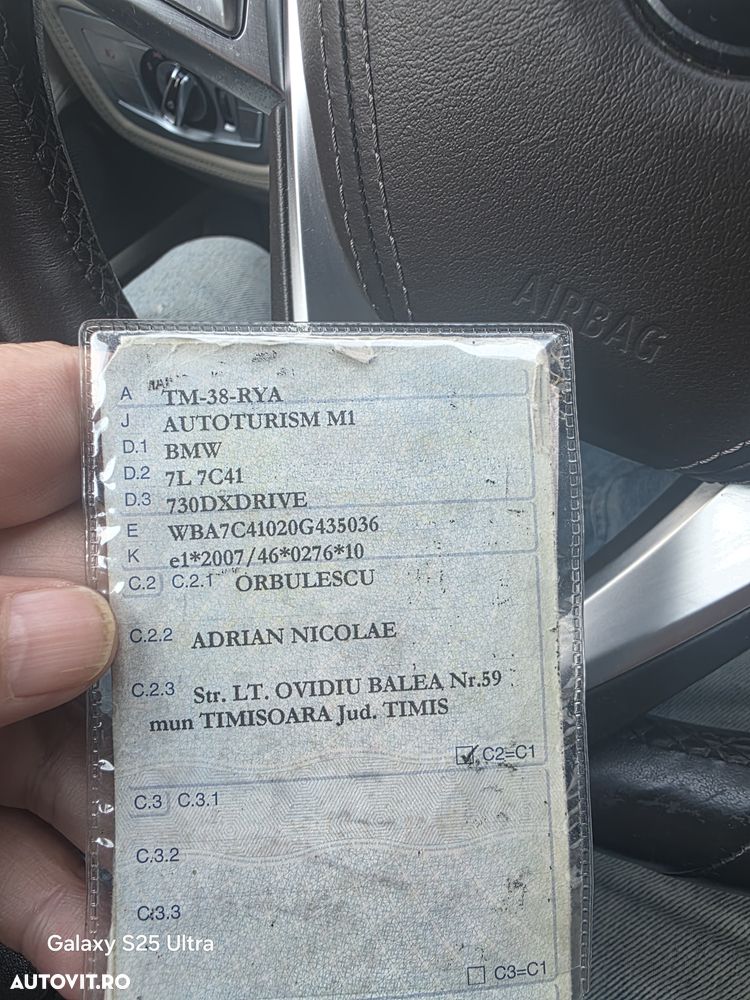 AIRBAG
A TM-38-RYA
J AUTOTURISM M1
D.1 BMW
D.2 7L 7C41
D.3 730DXDRIVE
E WBA7C41020G435036
K e1*2007/46*0276*10
C.2 C.2.1 ORBULESCU
C.2.2 ADRIAN NICOLAE
C.2.3 Str. LT. OVIDIU BALEA Nr.59
mun TIMISOARA Jud. TIMIS
C2=C1
C.3 C.3.1
C.3.2
C.3.3
C3=C1
Galaxy S25 Ultra
AUTOVIT.RO